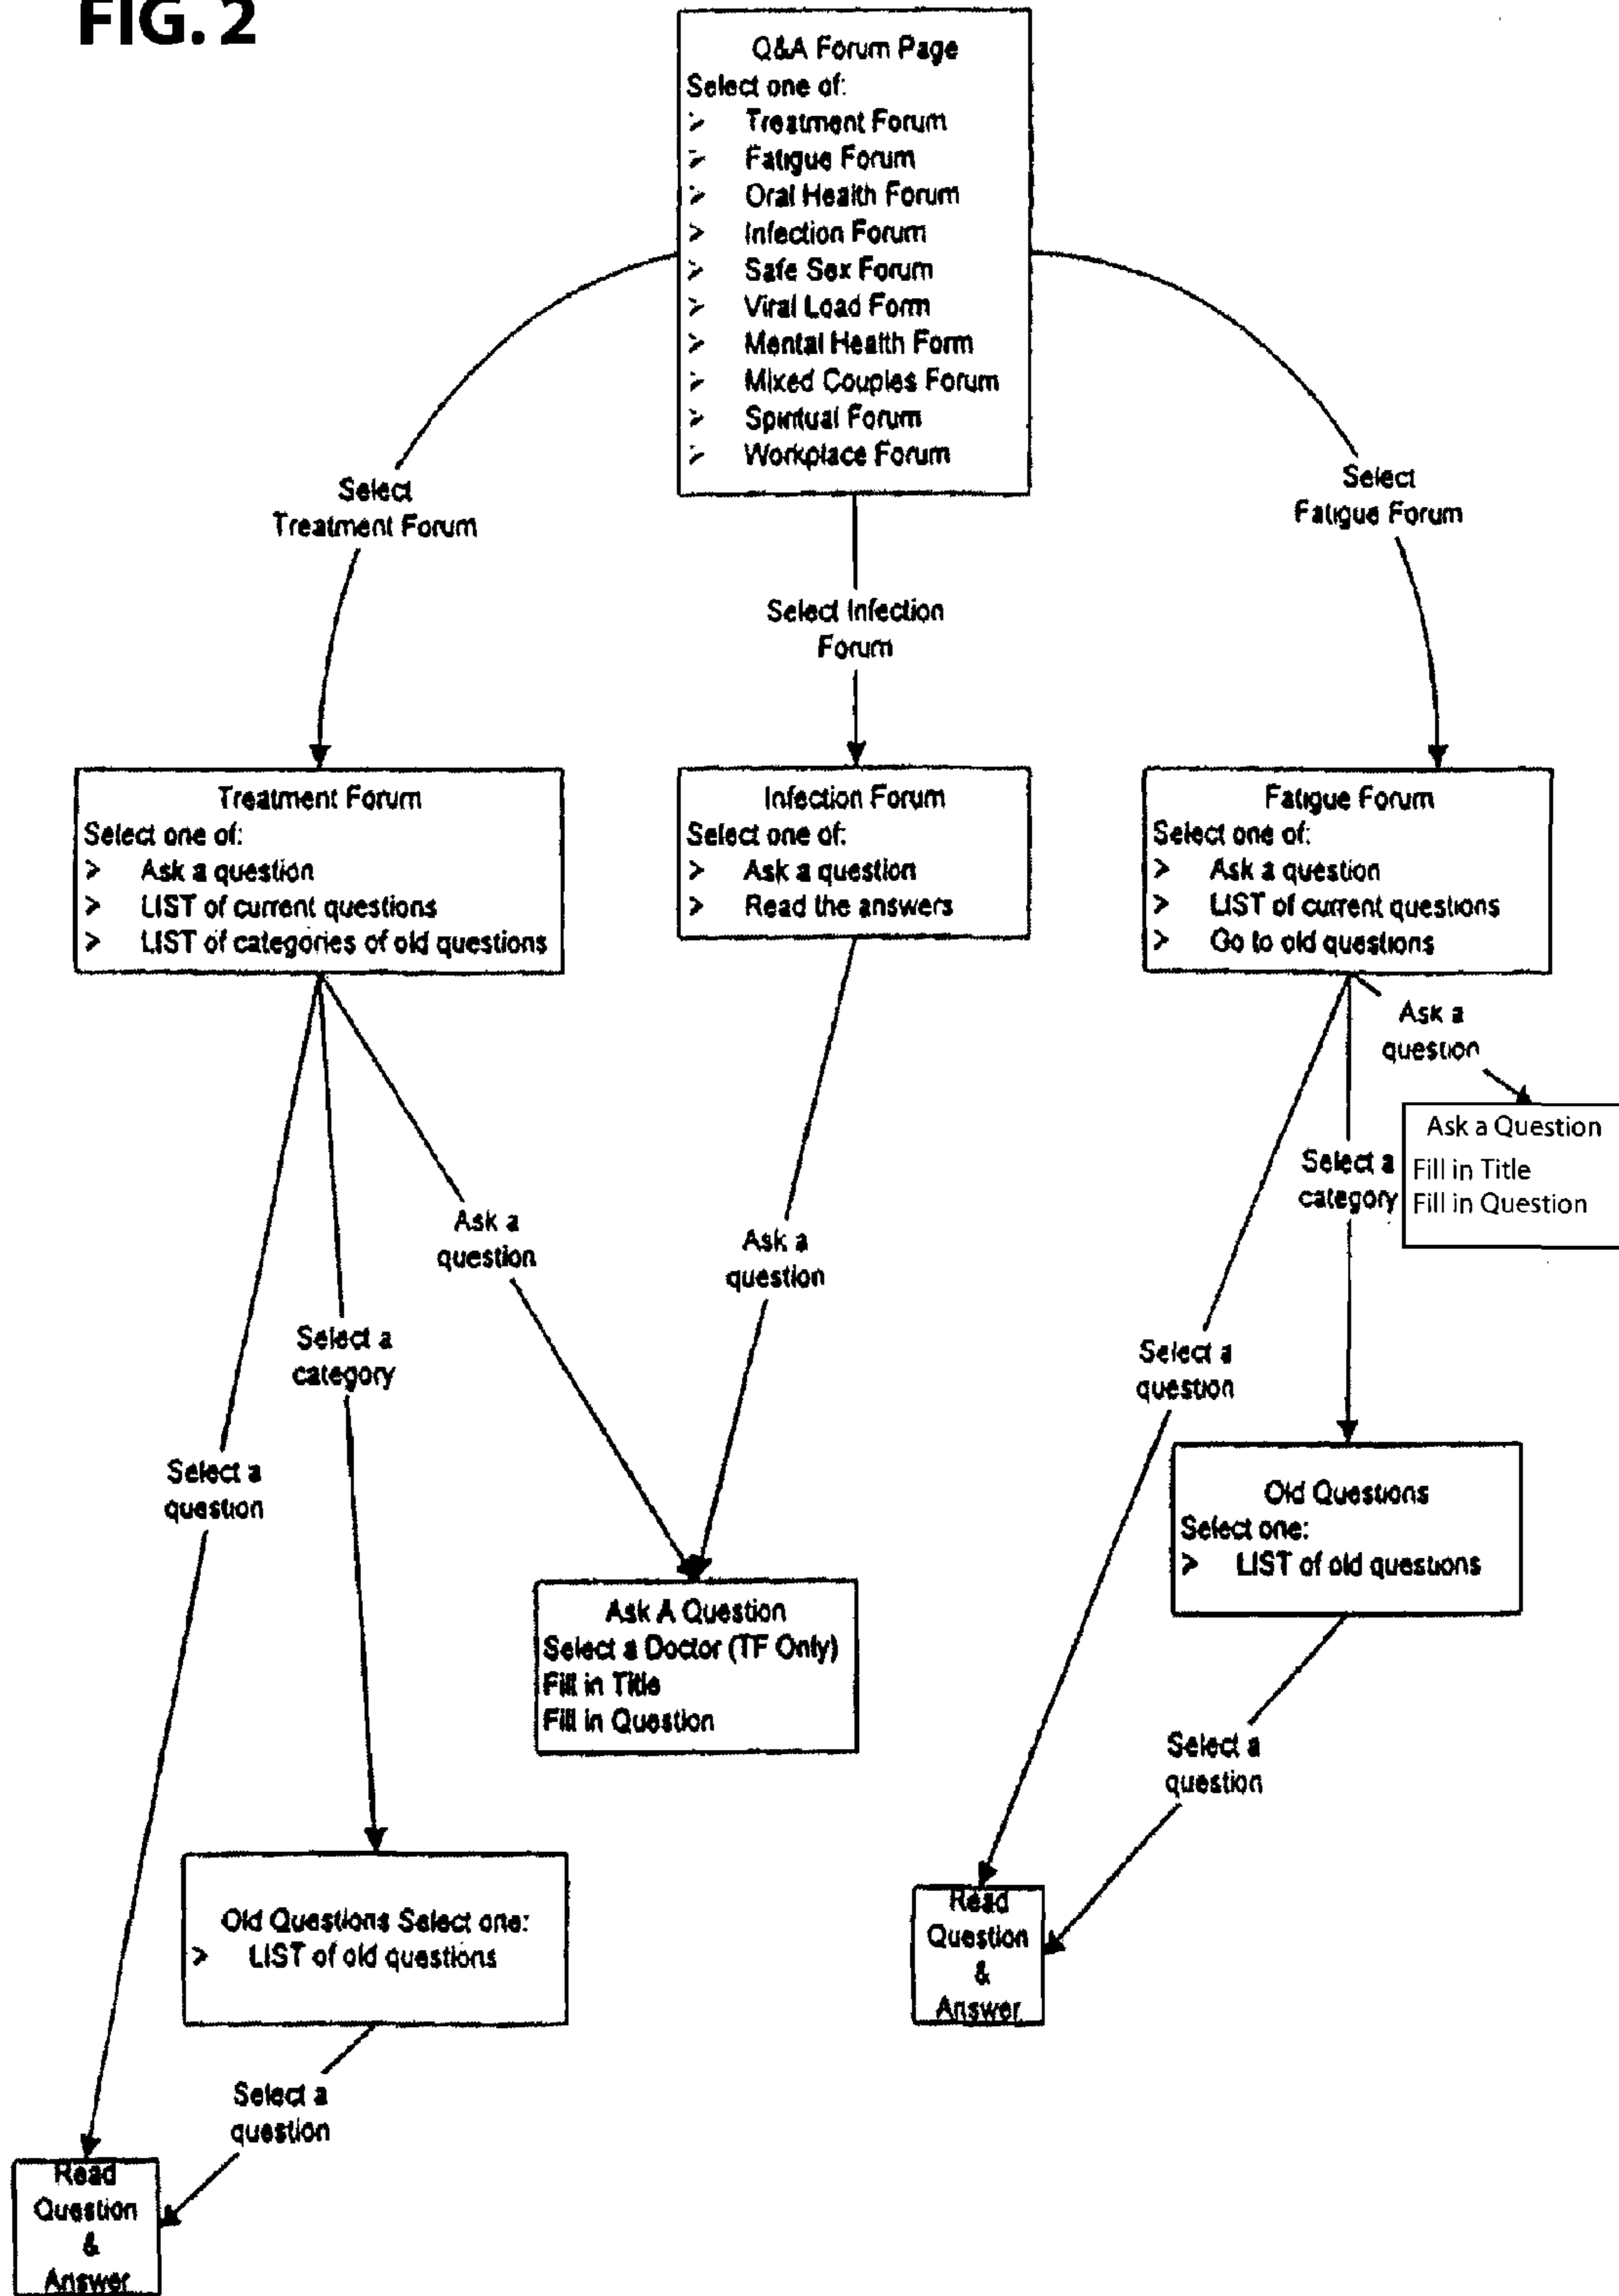 FIG. 2
Q&A Forum Page
Select one of:
> Treatment Forum
> Fatigue Forum
> Oral Health Forum
> Infection Forum
> Safe Sex Forum
> Viral Load Form
> Mental Health Form
> Mixed Couples Forum
> Spiritual Forum
> Workplace Forum
Select
Treatment Forum
Select Infection
Forum
Select
Fatigue Forum
Treatment Forum
Select one of:
> Ask a question
> LIST of current questions
> LIST of categories of old questions
Infection Forum
Select one of:
> Ask a question
> Read the answers
Fatigue Forum
Select one of:
> Ask a question
> LIST of current questions
> Go to old questions
Ask a
question
Ask a Question
Fill in Title
Fill in Question
Select a
category
Ask a
question
Ask a
question
Select a
category
Select a
question
Select a
question
Old Questions
Select one:
> LIST of old questions
Ask A Question
Select a Doctor (TF Only)
Fill in Title
Fill in Question
Select a
question
Old Questions Select one:
> LIST of old questions
Read
Question
&
Answer
Select a
question
Read
Question
&
Answer